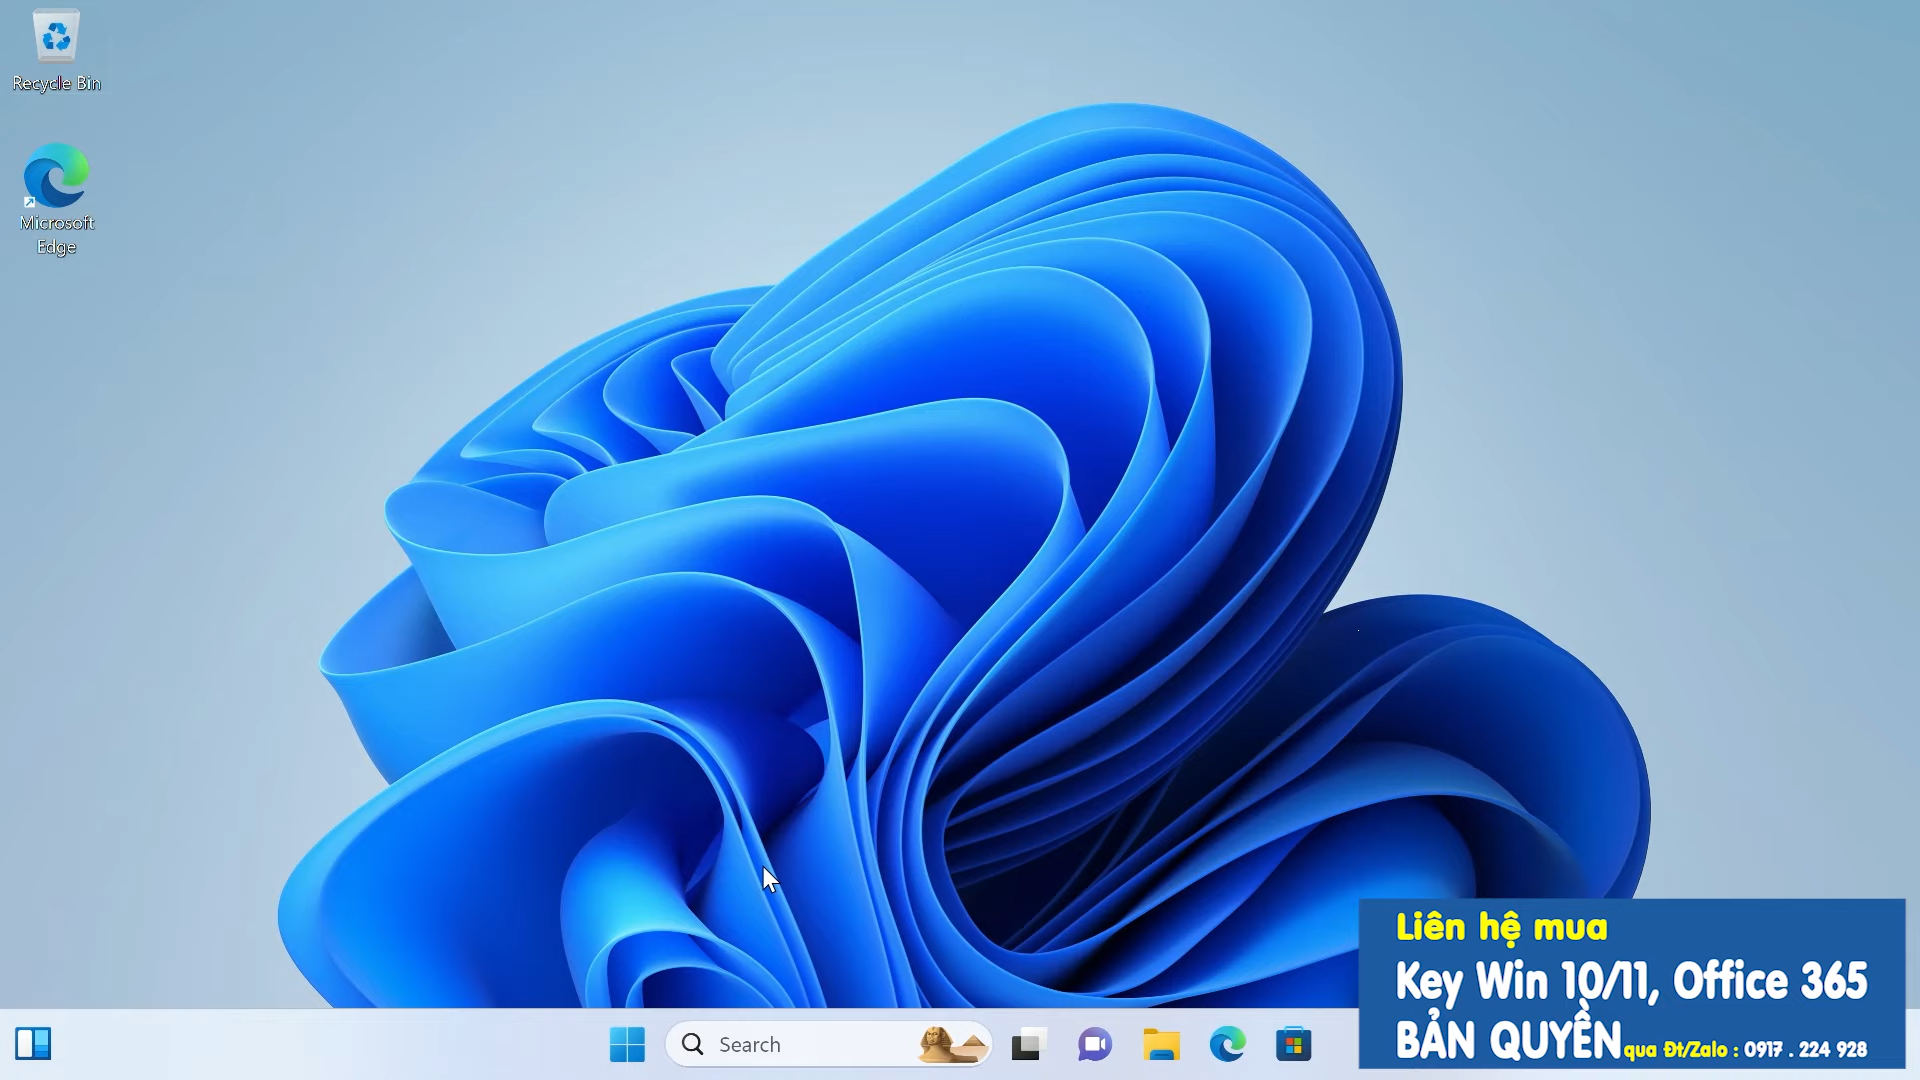 Recycle Bin
Microsoft
Edge
Search
Liên hệ mua
Key Win 10/11, Office 365
BẢN QUYỀN qua Đt/Zalo : 0917 . 224 928